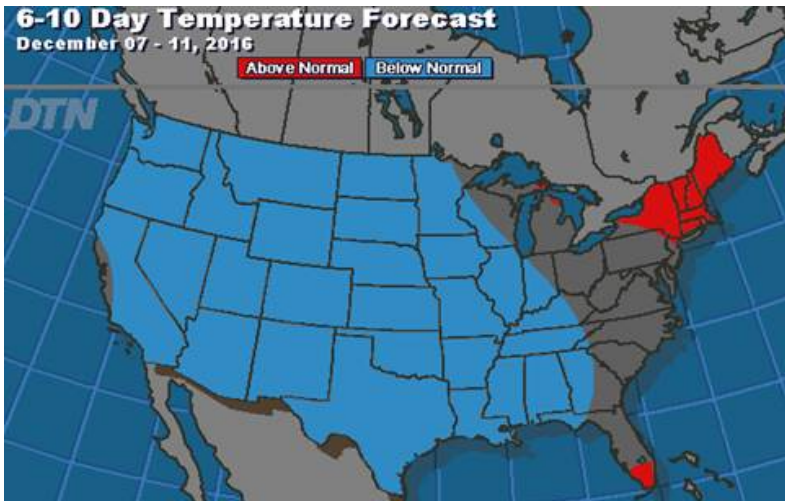 6-10 Day Temperature Forecast
December 07 - 11, 2016
Above Normal Below Normal
DTN